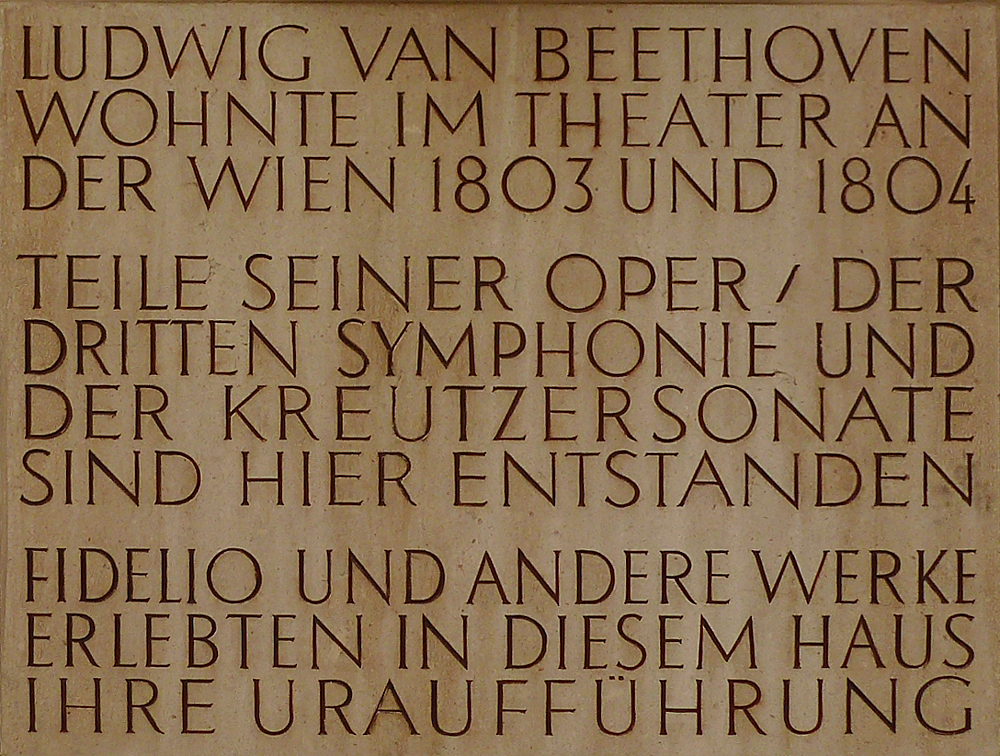 LUDWIG VAN BEETHOVEN
WOHNTE IM THEATER AN
DER WIEN 1803 UND 1804
TEILE SEINER OPER / DER
DRITTEN SYMPHONIE UND
DER KREUTZERSONATE
SIND HIER ENTSTANDEN
FIDELIO UND ANDERE WERKE
ERLEBTEN IN DIESEM HAUS
IHRE URAUFFÜHRUNG